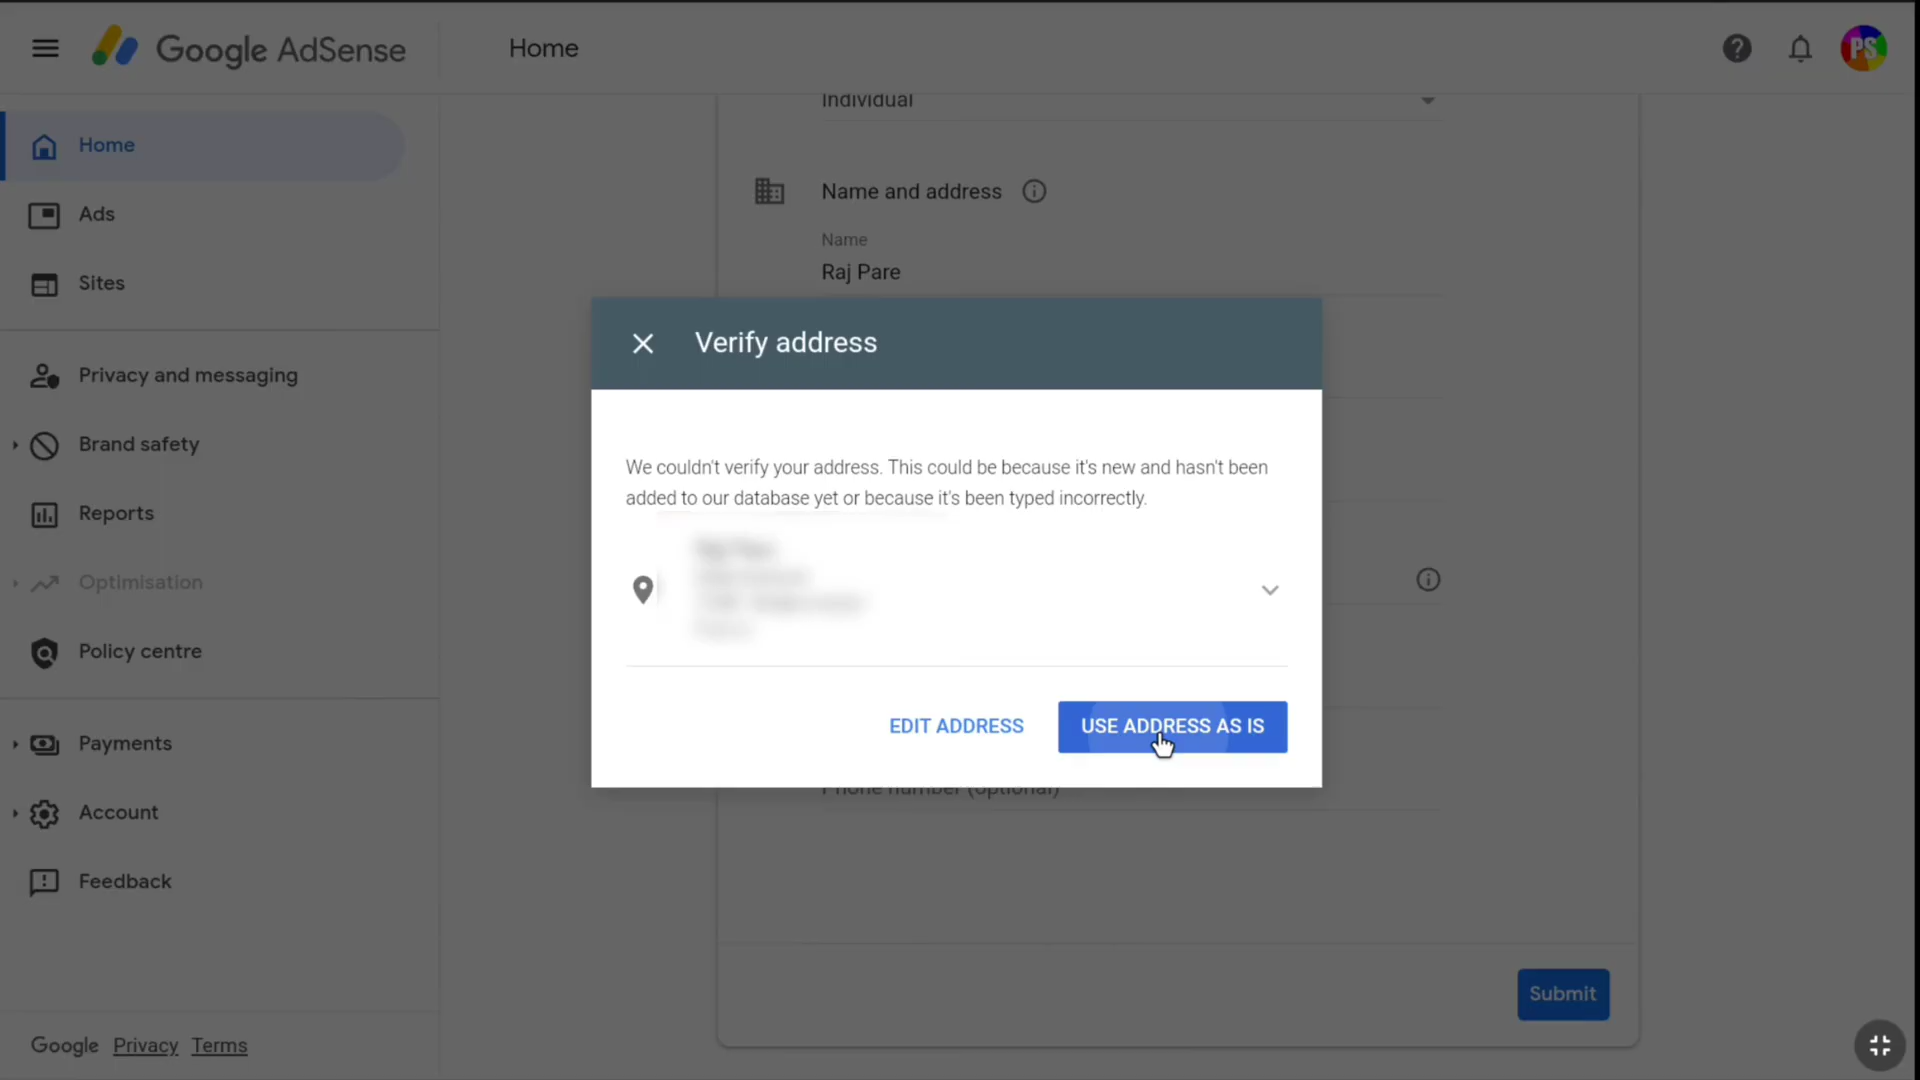 Google AdSense
Home
PS
Home
Ads
Sites
Privacy and messaging
Brand safety
Reports
Optimisation
Policy centre
Payments
Account
Feedback
Google Privacy Terms
Individual
Name and address
Name
Raj Pare
Verify address
We couldn't verify your address. This could be because it's new and hasn't been
added to our database yet or because it's been typed incorrectly.
EDIT ADDRESS
USE ADDRESS AS IS
Phone number (optional)
Submit